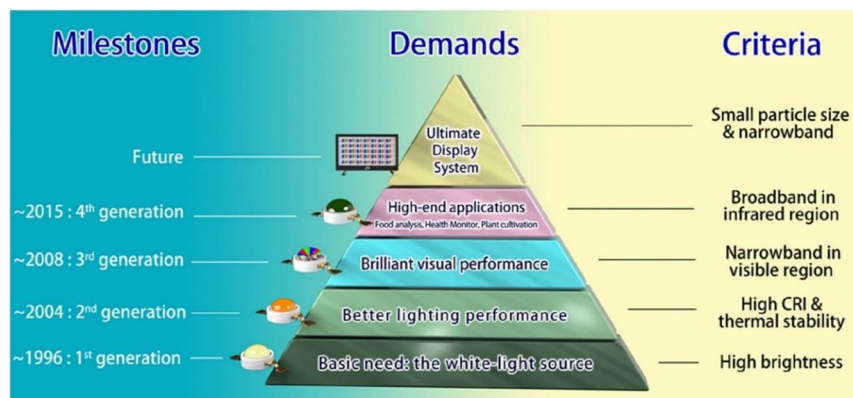 Milestones
Demands
Criteria
Ultimate
Display
System
Small particle size
& narrowband
Future
~2015 : 4th generation
High-end applications
Food analysis, Health Monitor, Plant cultivation
Broadband in
infrared region
~2008 : 3rd generation
Brilliant visual performance
Narrowband in
visible region
~2004 : 2nd generation
Better lighting performance
High CRI &
thermal stability
~1996 : 1st generation
Basic need: the white-light source
High brightness